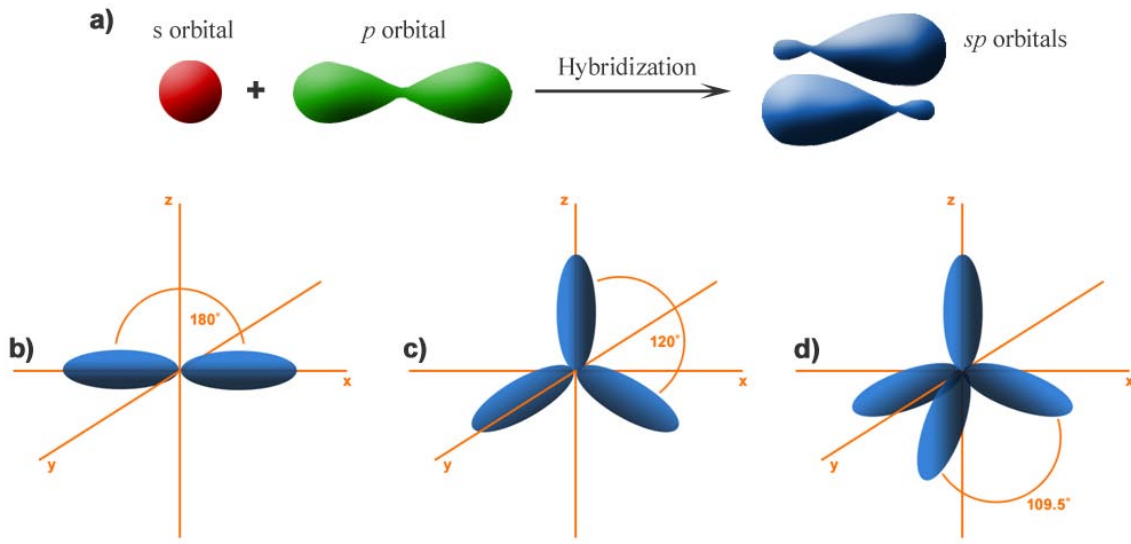 a)
s orbital
+
p orbital
Hybridization
sp orbitals
b)
z
180°
x
y
c)
z
120°
x
y
d)
z
x
y
109.5°